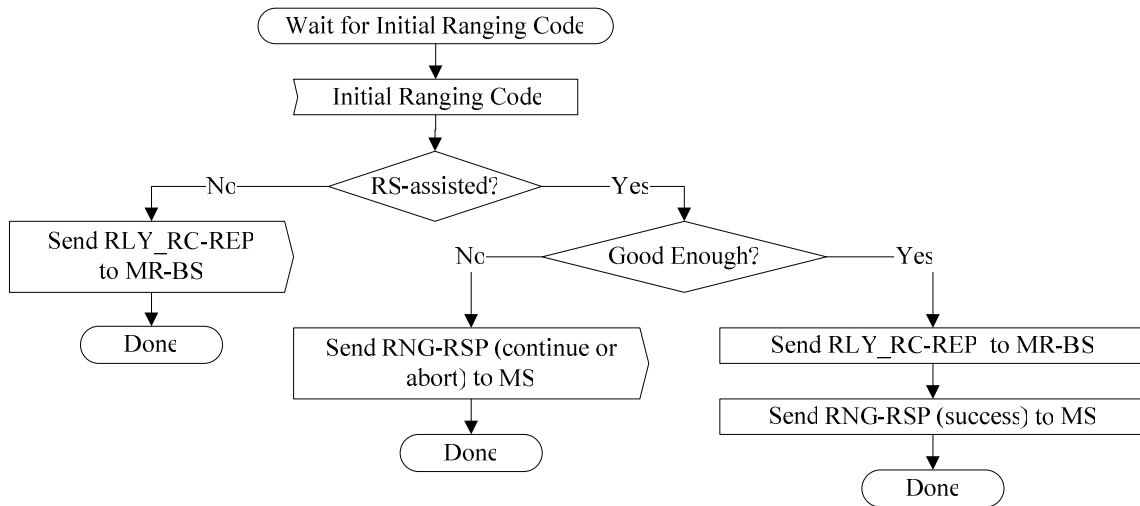 Wait for Initial Ranging Code
Initial Ranging Code
RS-assisted?
No
Yes
Send RLY_RC-REP
to MR-BS
Done
Good Enough?
No
Yes
Send RNG-RSP (continue or
abort) to MS
Done
Send RLY_RC-REP to MR-BS
Send RNG-RSP (success) to MS
Done